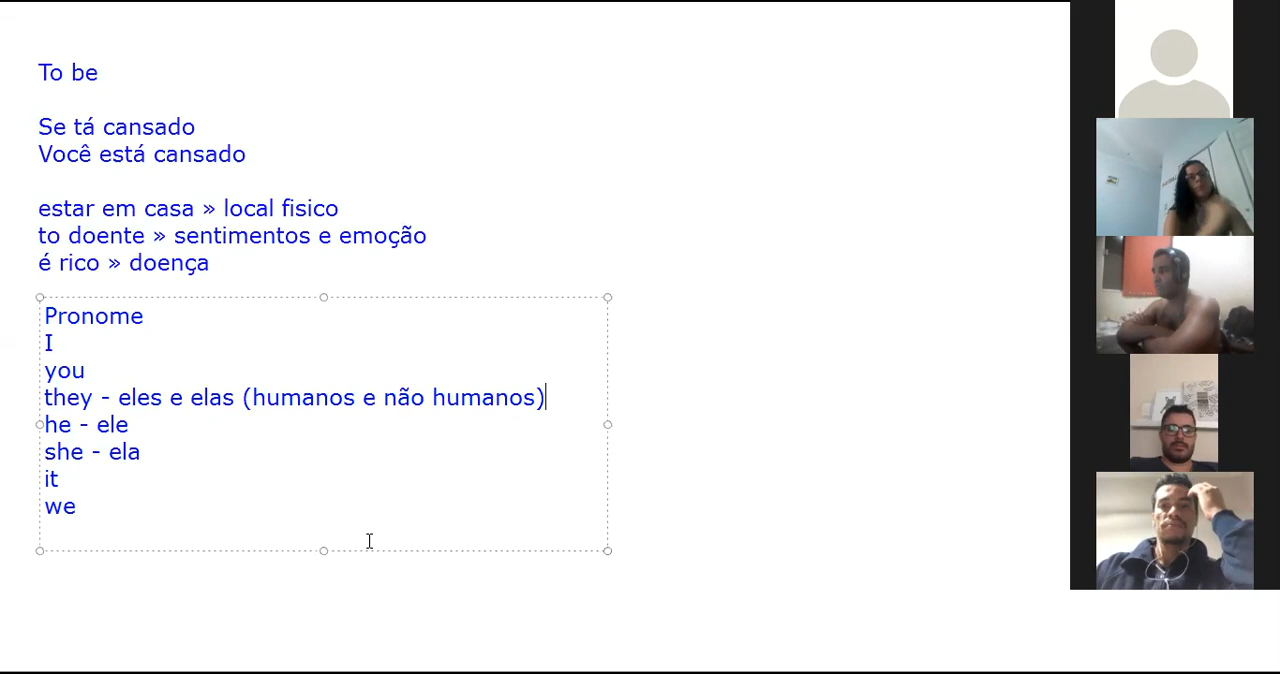 To be
Se tá cansado
Você está cansado
estar em casa » local fisico
to doente » sentimentos e emoção
é rico » doença
Pronome
I
you
they - eles e elas (humanos e não humanos)
he - ele
she - ela
it
we